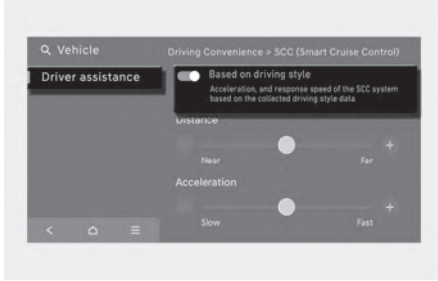 Vehicle
Driving Convenience > SCC (Smart Cruise Control)
Driver assistance
Based on driving style
Acceleration, and response speed of the SCC system
based on the collected driving style data
Distance
Near
Far
Acceleration
Slow
Fast